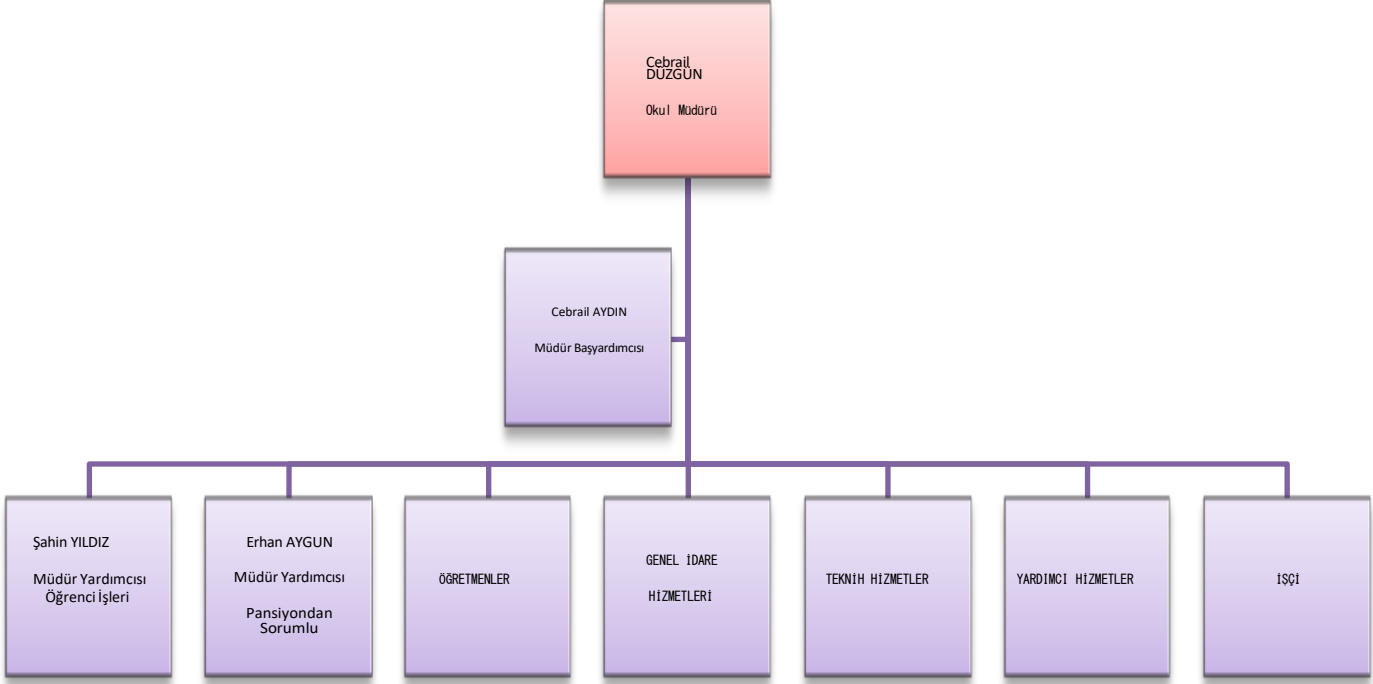 Cebrail
DÜZGÜN
Okul Müdürü
Cebrail AYDIN
Müdür Başyardımcısı
Şahin YILDIZ
Müdür Yardımcısı
Öğrenci İşleri
Erhan AYGUN
Müdür Yardımcısı
Pansiyondan
Sorumlu
ÖĞRETMENLER
GENEL İDARE
HİZMETLERİ
TEKNİH HİZMETLER
YARDIMCI HİZMETLER
İŞÇİ